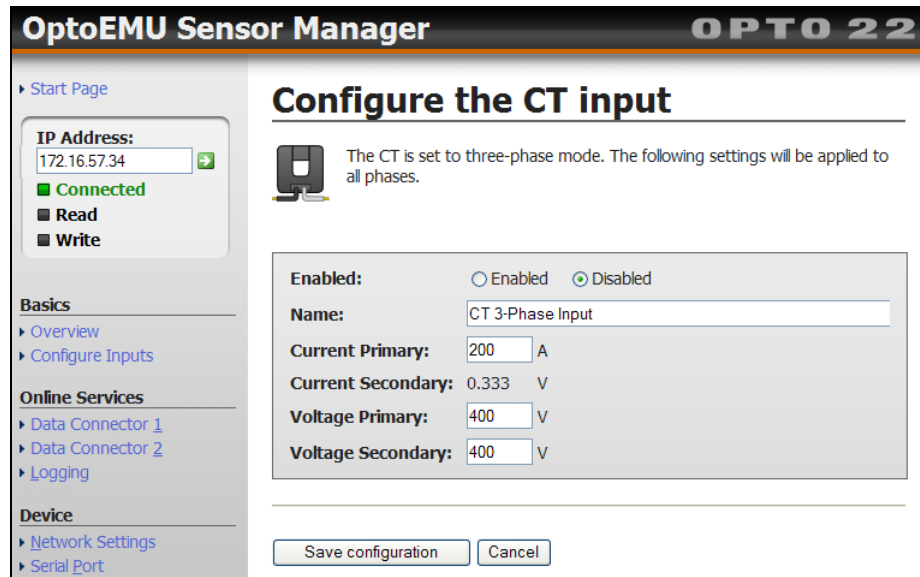 OptoEMU Sensor Manager
OPTO 22
Start Page
IP Address:
172.16.57.34
Connected
Read
Write
Basics
Overview
Configure Inputs
Online Services
Data Connector 1
Data Connector 2
Logging
Device
Network Settings
Serial Port
Configure the CT input
The CT is set to three-phase mode. The following settings will be applied to
all phases.
Enabled: Enabled Disabled
Name: CT 3-Phase Input
Current Primary: 200 A
Current Secondary: 0.333 V
Voltage Primary: 400 V
Voltage Secondary: 400 V
Save configuration Cancel